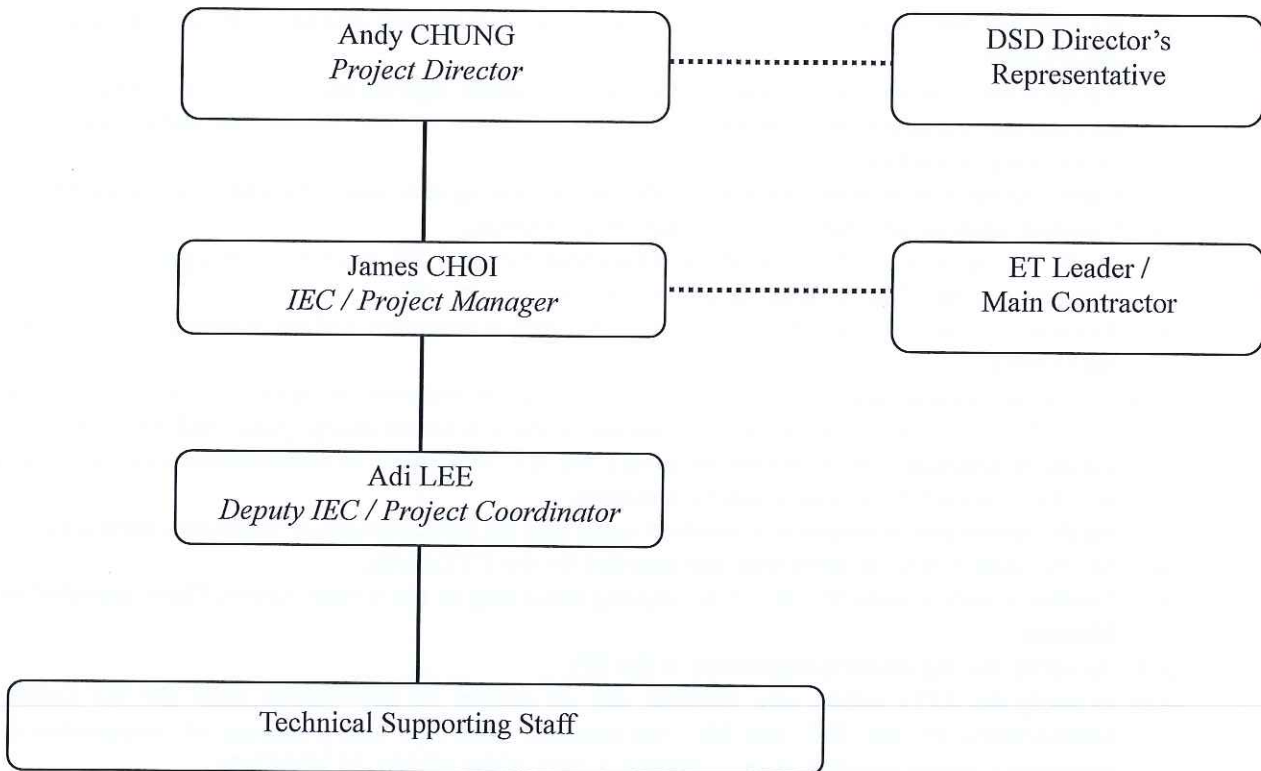 Andy CHUNG
Project Director
DSD Director's
Representative
James CHOI
IEC / Project Manager
ET Leader /
Main Contractor
Adi LEE
Deputy IEC / Project Coordinator
Technical Supporting Staff